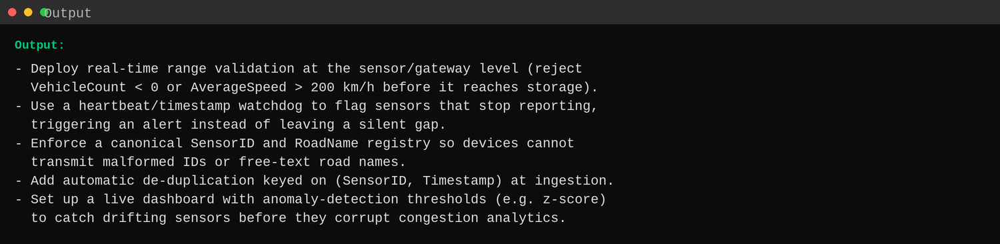 Output
Output:
- Deploy real-time range validation at the sensor/gateway level (reject
VehicleCount < 0 or AverageSpeed > 200 km/h before it reaches storage).
- Use a heartbeat/timestamp watchdog to flag sensors that stop reporting,
triggering an alert instead of leaving a silent gap.
- Enforce a canonical SensorID and RoadName registry so devices cannot
transmit malformed IDs or free-text road names.
- Add automatic de-duplication keyed on (SensorID, Timestamp) at ingestion.
- Set up a live dashboard with anomaly-detection thresholds (e.g. z-score)
to catch drifting sensors before they corrupt congestion analytics.